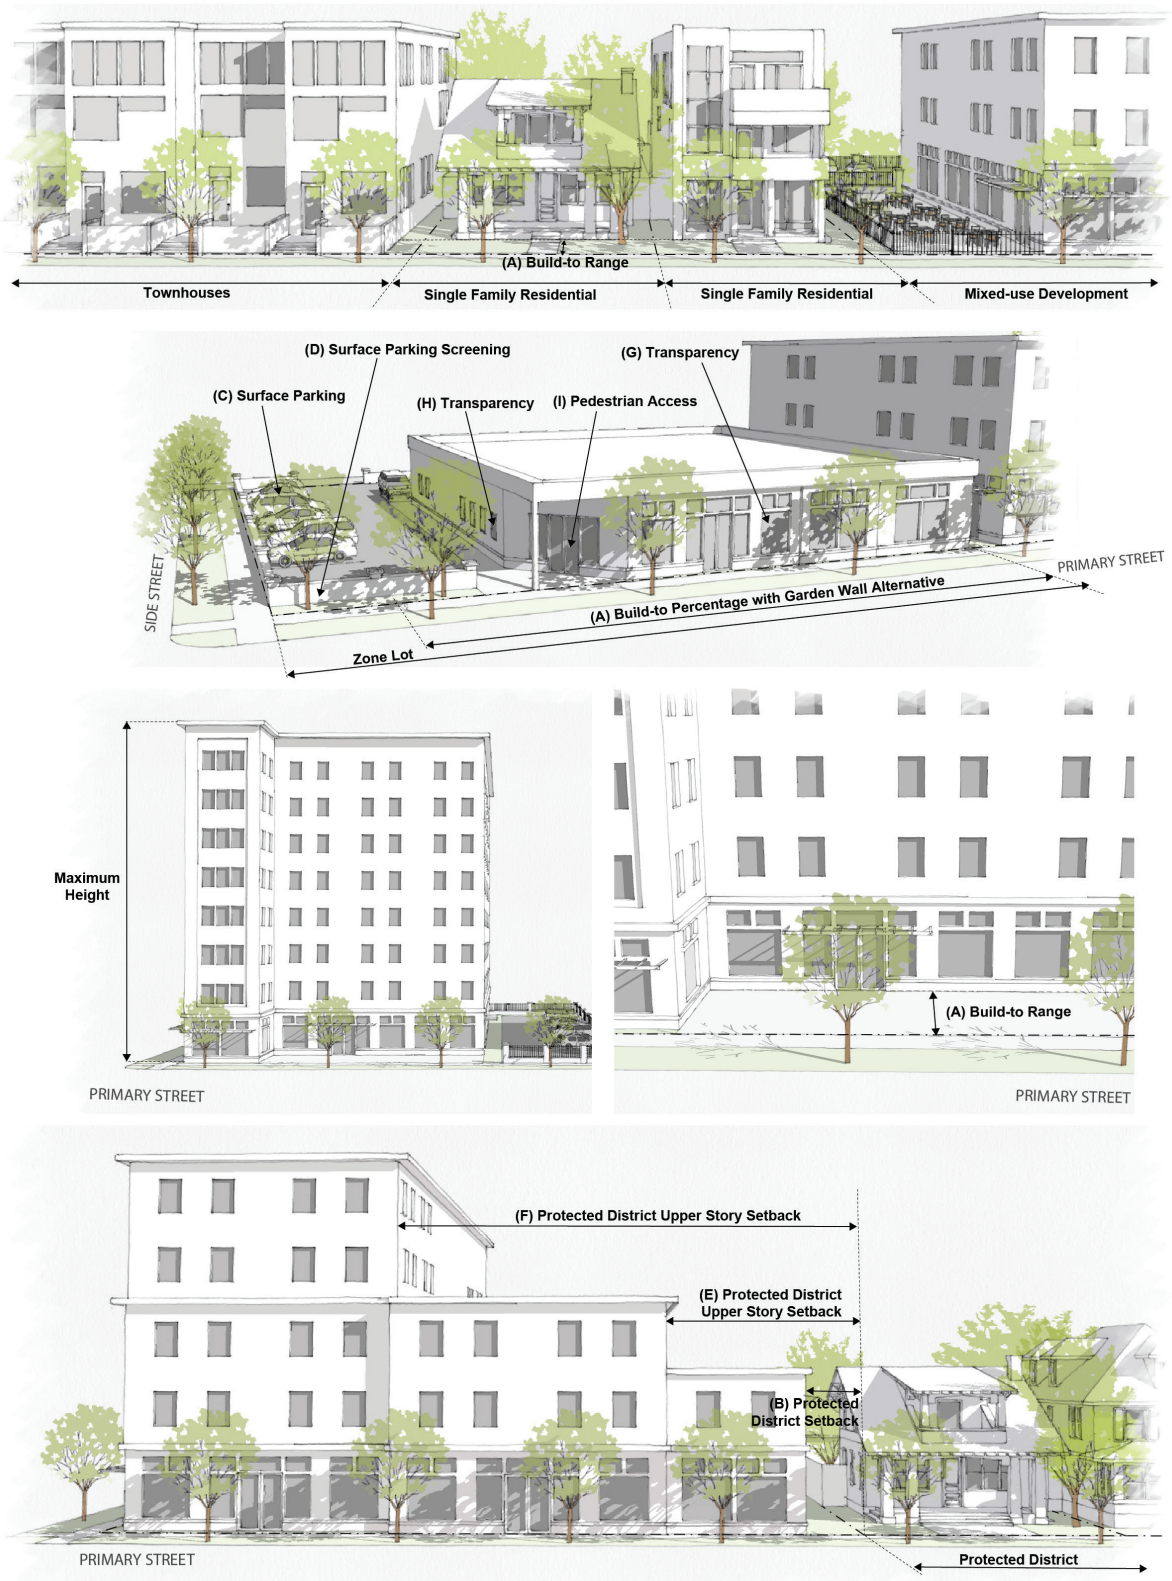 (A) Build-to Range
Townhouses
Single Family Residential
Single Family Residential
Mixed-use Development
(D) Surface Parking Screening
(G) Transparency
(C) Surface Parking
(H) Transparency
(I) Pedestrian Access
SIDE STREET
PRIMARY STREET
(A) Build-to Percentage with Garden Wall Alternative
Zone Lot
Maximum
Height
PRIMARY STREET
(A) Build-to Range
PRIMARY STREET
(F) Protected District Upper Story Setback
(E) Protected District
Upper Story Setback
(B) Protected
District Setback
PRIMARY STREET
Protected District